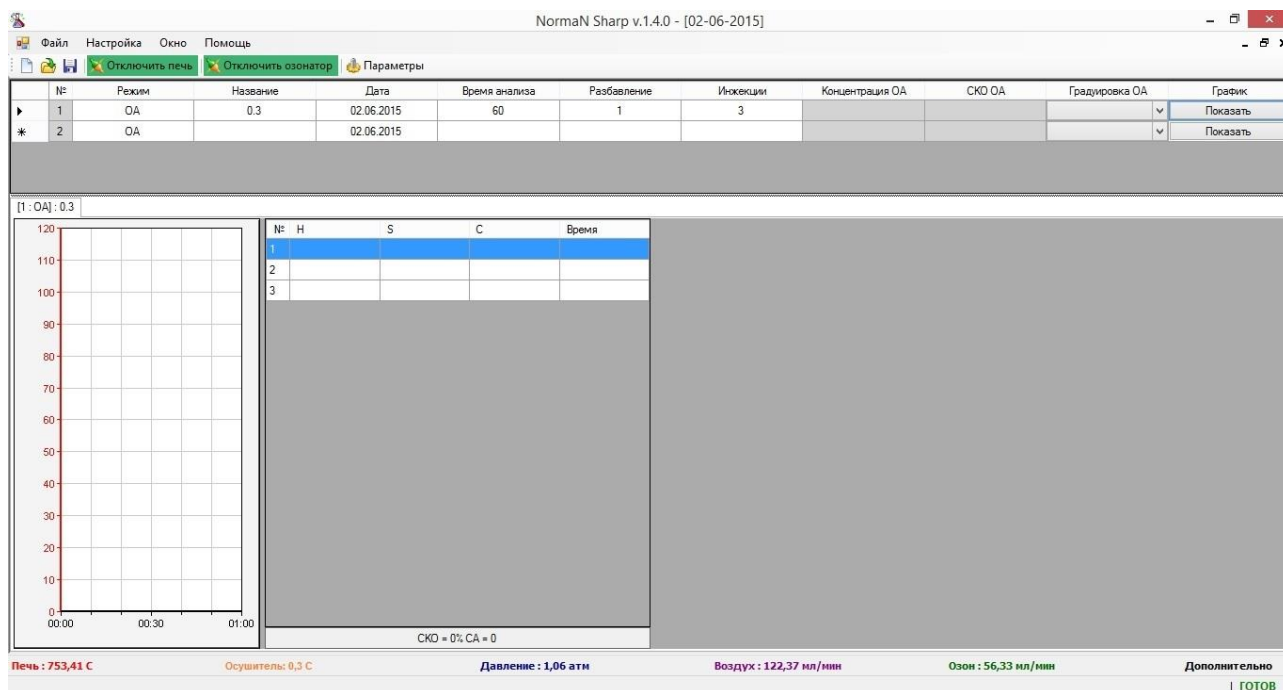 NormaN Sharp v.1.4.0 - [02-06-2015]
Файл Настройка Окно Помощь
Отключить печь Отключить озонатор Параметры
№ Режим Название Дата Время анализа Разбавление Инжекции Концентрация ОА СКО ОА Градуировка ОА График
1 ОА 0.3 02.06.2015 60 1 3 Показать
2 ОА 02.06.2015 Показать
[1 : ОА] : 0.3
№ H S C Время
1
2
3
120
110
100
90
80
70
60
50
40
30
20
10
0
00:00 00:30 01:00
СКО = 0% СА = 0
Печь : 753,41 С Осушитель: 0,3 С Давление : 1,06 атм Воздух : 122,37 мл/мин Озон : 56,33 мл/мин Дополнительно
| ГОТОВ